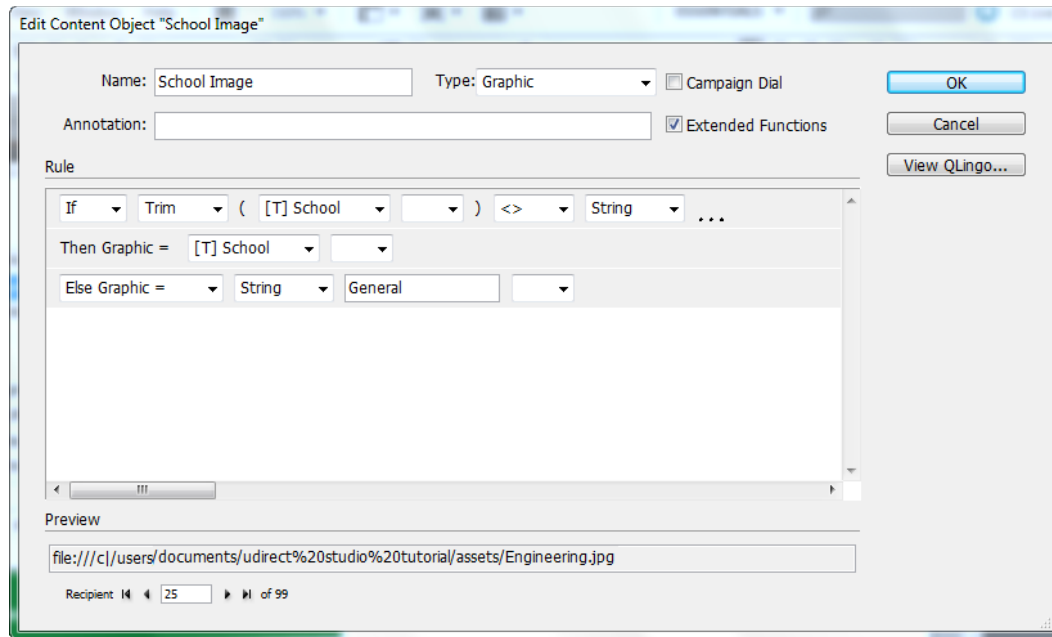 Edit Content Object "School Image"
Name: School Image Type: Graphic Campaign Dial OK
Annotation: Extended Functions Cancel
Rule View QLingo...
If Trim ( [T] School ) <> String ...
Then Graphic = [T] School
Else Graphic = String General
Preview
file:///c|/users/documents/udirect%20studio%20tutorial/assets/Engineering.jpg
Recipient 25 of 99